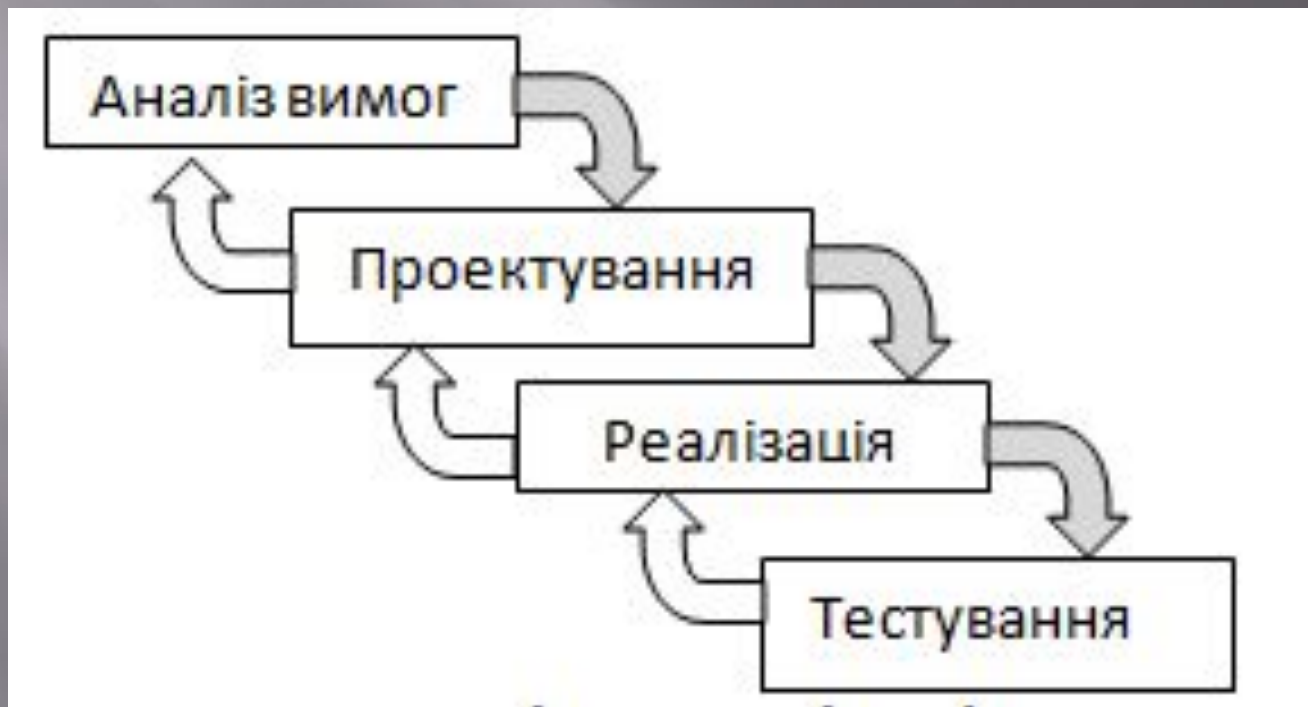 Аналіз вимог
Проектування
Реалізація
Тестування